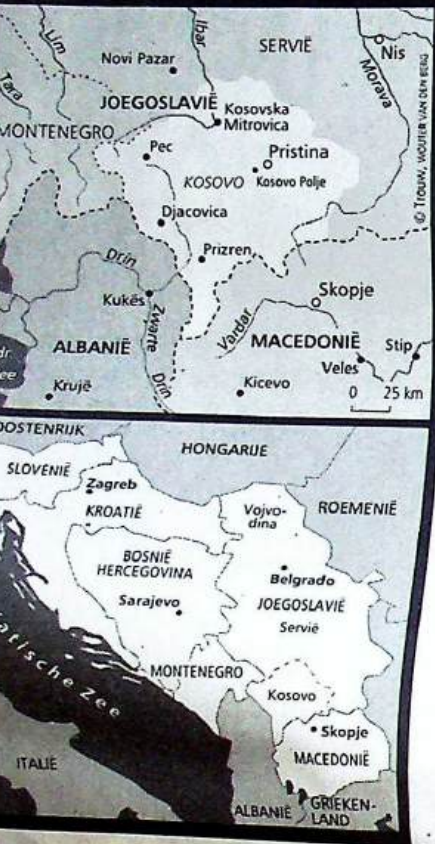 Lim
Ibar
SERVIË
Nis
Novi Pazar
Morava
Tara
JOEGOSLAVIË
Kosovska
Mitrovica
MONTENEGRO
Pec
Pristina
KOSOVO
Kosovo Polje
Djacovica
Drin
Prizren
Kukës
Skopje
Zwarte
Drin
Vardar
ALBANIË
MACEDONIË
Stip
Veles
Krujë
Kicevo
0 25 km
© TROUW, WOUTER VAN DEN BERG
OOSTENRIJK
HONGARIJE
SLOVENIË
Zagreb
ROEMENIË
KROATIË
Vojvo-
dina
BOSNIË
HERCEGOVINA
Belgrado
Sarajevo
JOEGOSLAVIË
Servië
atische Zee
MONTENEGRO
Kosovo
Skopje
ITALIË
MACEDONIË
ALBANIË
GRIEKEN-
LAND